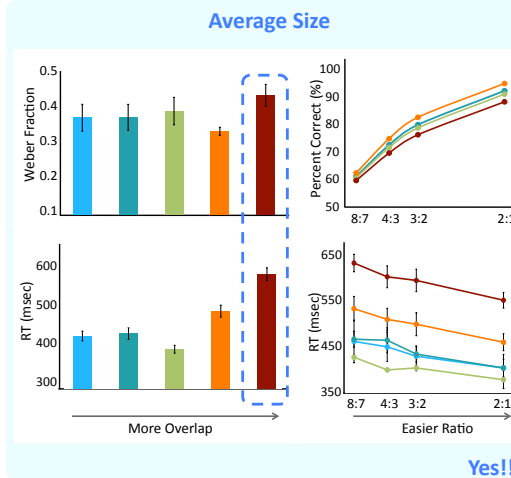 Average Size
Weber Fraction
0.5
0.4
0.3
0.2
0.1
Percent Correct (%)
100
90
80
70
60
50
8:7 4:3 3:2 2:1
RT (msec)
600
500
400
300
More Overlap
RT (msec)
650
550
450
350
8:7 4:3 3:2 2:1
Easier Ratio
Yes!!